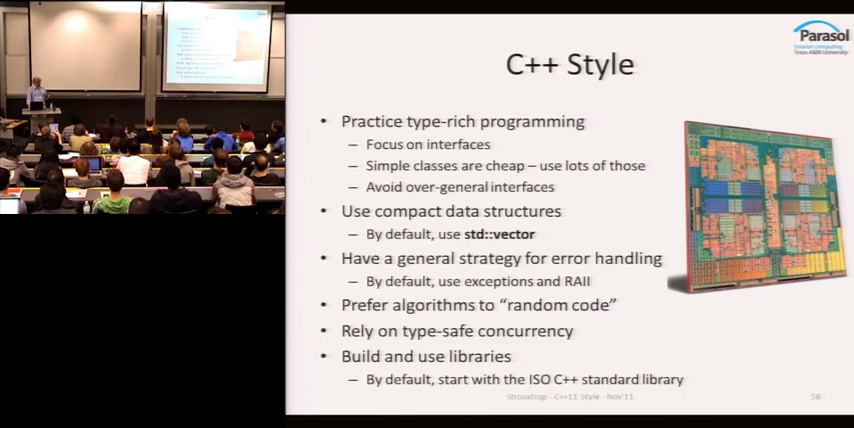 Parasol
Smarter computing.
Texas A&M University
C++ Style
• Practice type-rich programming
– Focus on interfaces
– Simple classes are cheap – use lots of those
– Avoid over-general interfaces
• Use compact data structures
– By default, use std::vector
• Have a general strategy for error handling
– By default, use exceptions and RAII
• Prefer algorithms to “random code”
• Rely on type-safe concurrency
• Build and use libraries
– By default, start with the ISO C++ standard library
Stroustrup - C++11 Style - Nov'11
58